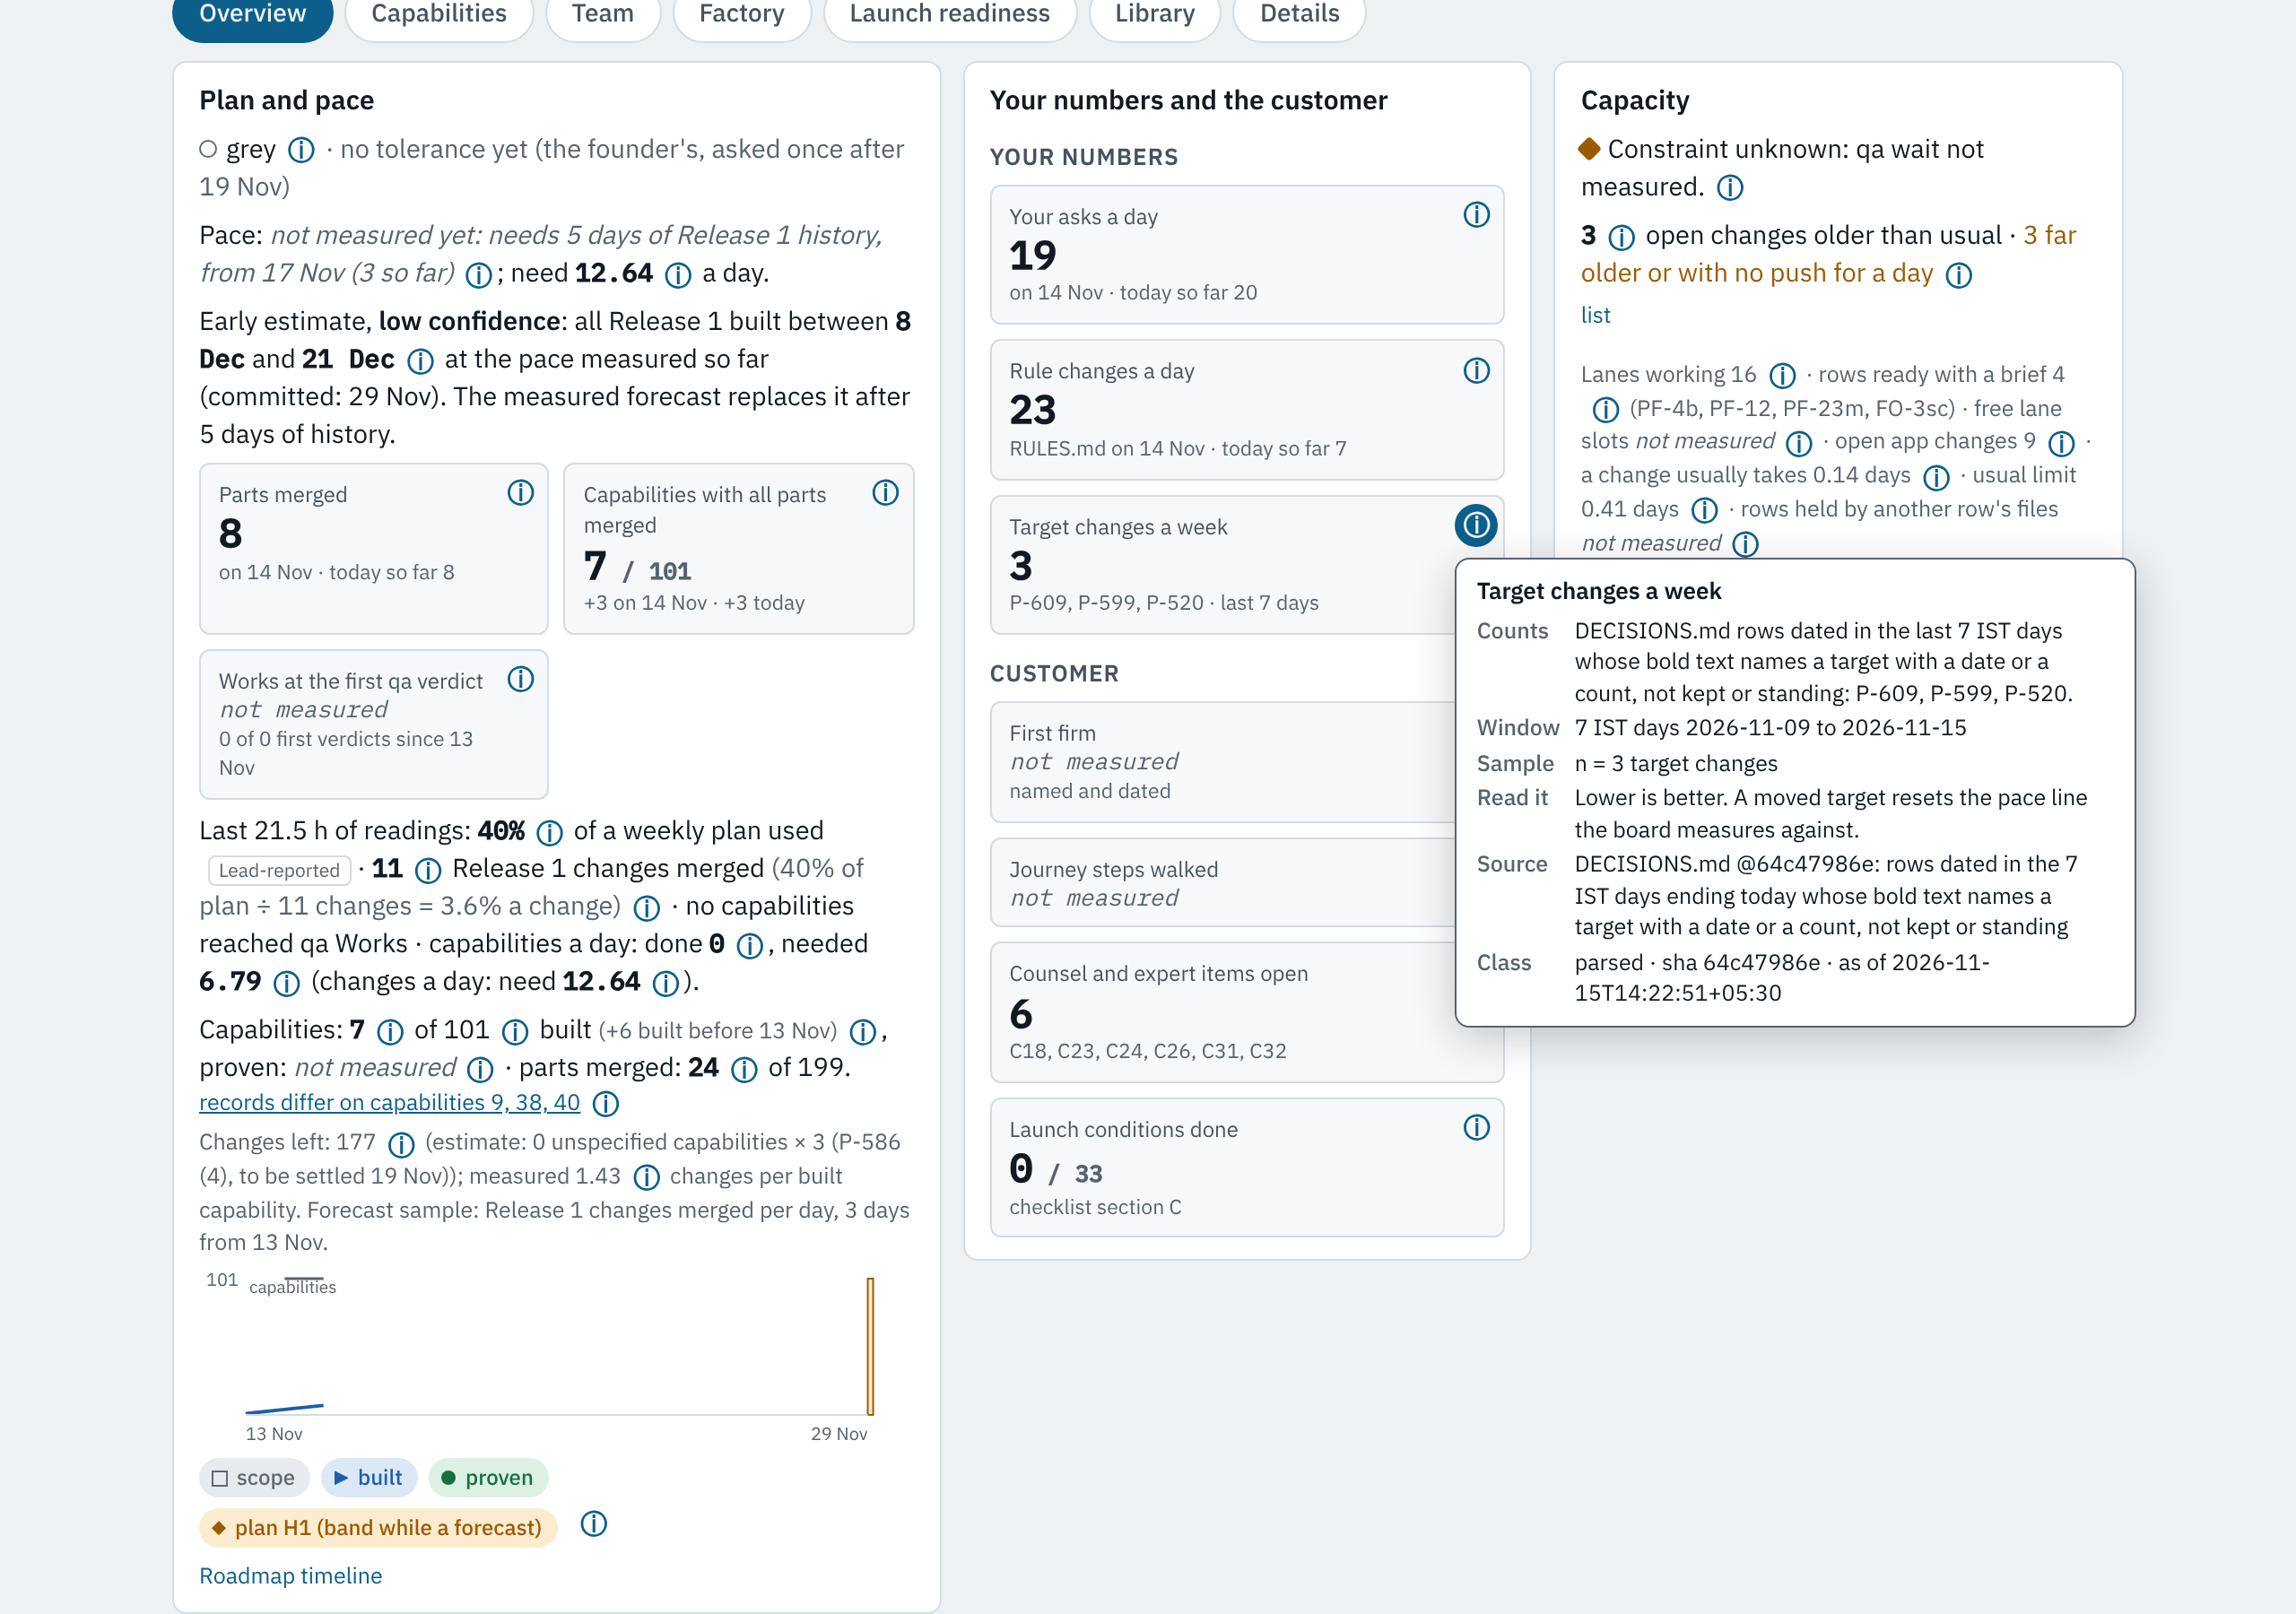 Overview
Capabilities
Team
Factory
Launch readiness
Library
Details
Plan and pace
grey ⓘ · no tolerance yet (the founder's, asked once after
19 Nov)
Pace: not measured yet: needs 5 days of Release 1 history,
from 17 Nov (3 so far) ⓘ; need 12.64 ⓘ a day.
Early estimate, low confidence: all Release 1 built between 8
Dec and 21 Dec ⓘ at the pace measured so far
(committed: 29 Nov). The measured forecast replaces it after
5 days of history.
Parts merged ⓘ
8
on 14 Nov · today so far 8
Capabilities with all parts ⓘ
merged
7 / 101
+3 on 14 Nov · +3 today
Works at the first qa verdict ⓘ
not measured
0 of 0 first verdicts since 13
Nov
Last 21.5 h of readings: 40% ⓘ of a weekly plan used
Lead-reported · 11 ⓘ Release 1 changes merged (40% of
plan ÷ 11 changes = 3.6% a change) ⓘ · no capabilities
reached qa Works · capabilities a day: done 0 ⓘ, needed
6.79 ⓘ (changes a day: need 12.64 ⓘ).
Capabilities: 7 ⓘ of 101 ⓘ built (+6 built before 13 Nov) ⓘ,
proven: not measured ⓘ · parts merged: 24 ⓘ of 199.
records differ on capabilities 9, 38, 40 ⓘ
Changes left: 177 ⓘ (estimate: 0 unspecified capabilities × 3 (P-586
(4), to be settled 19 Nov)); measured 1.43 ⓘ changes per built
capability. Forecast sample: Release 1 changes merged per day, 3 days
from 13 Nov.
101 capabilities
13 Nov
29 Nov
scope
built
proven
plan H1 (band while a forecast) ⓘ
Roadmap timeline
Your numbers and the customer
YOUR NUMBERS
Your asks a day ⓘ
19
on 14 Nov · today so far 20
Rule changes a day ⓘ
23
RULES.md on 14 Nov · today so far 7
Target changes a week ⓘ
3
P-609, P-599, P-520 · last 7 days
CUSTOMER
First firm
not measured
named and dated
Journey steps walked
not measured
Counsel and expert items open
6
C18, C23, C24, C26, C31, C32
Launch conditions done ⓘ
0 / 33
checklist section C
Capacity
Constraint unknown: qa wait not
measured. ⓘ
3 ⓘ open changes older than usual · 3 far
older or with no push for a day ⓘ
list
Lanes working 16 ⓘ · rows ready with a brief 4
ⓘ (PF-4b, PF-12, PF-23m, FO-3sc) · free lane
slots not measured ⓘ · open app changes 9 ⓘ ·
a change usually takes 0.14 days ⓘ · usual limit
0.41 days ⓘ · rows held by another row's files
not measured ⓘ
Target changes a week
Counts DECISIONS.md rows dated in the last 7 IST days
whose bold text names a target with a date or a
count, not kept or standing: P-609, P-599, P-520.
Window 7 IST days 2026-11-09 to 2026-11-15
Sample n = 3 target changes
Read it Lower is better. A moved target resets the pace line
the board measures against.
Source DECISIONS.md @64c47986e: rows dated in the 7
IST days ending today whose bold text names a
target with a date or a count, not kept or standing
Class parsed · sha 64c47986e · as of 2026-11-
15T14:22:51+05:30